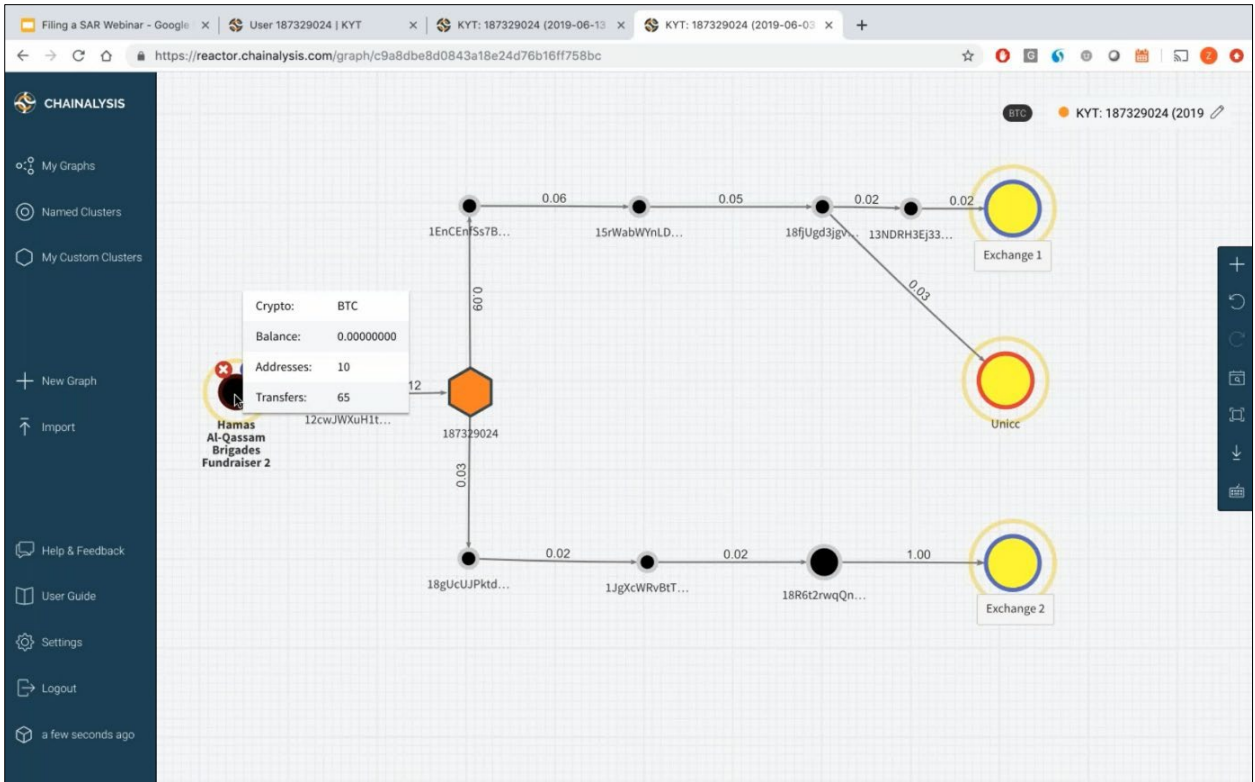 Filing a SAR Webinar - Google
User 187329024 | KYT
KYT: 187329024 (2019-06-13
KYT: 187329024 (2019-06-03
https://reactor.chainalysis.com/graph/c9a8dbe8d0843a18e24d76b16ff758bc
CHAINALYSIS
BTC
KYT: 187329024 (2019
My Graphs
Named Clusters
My Custom Clusters
New Graph
Import
Help & Feedback
User Guide
Settings
Logout
a few seconds ago
0.06
0.05
0.02
0.02
1EnCEnfSs7B...
15rWabWYnLD...
18fjUgd3jgv...
13NDRH3Ej33...
Exchange 1
0.09
0.03
Crypto: BTC
Balance: 0.00000000
Addresses: 10
Transfers: 65
12
12cwJWXuH1t...
187329024
Hamas
Al-Qassam
Brigades
Fundraiser 2
Unicc
0.03
0.02
0.02
1.00
18gUcUJPktd...
1JgXcWRvBtT...
18R6t2rwqQn...
Exchange 2